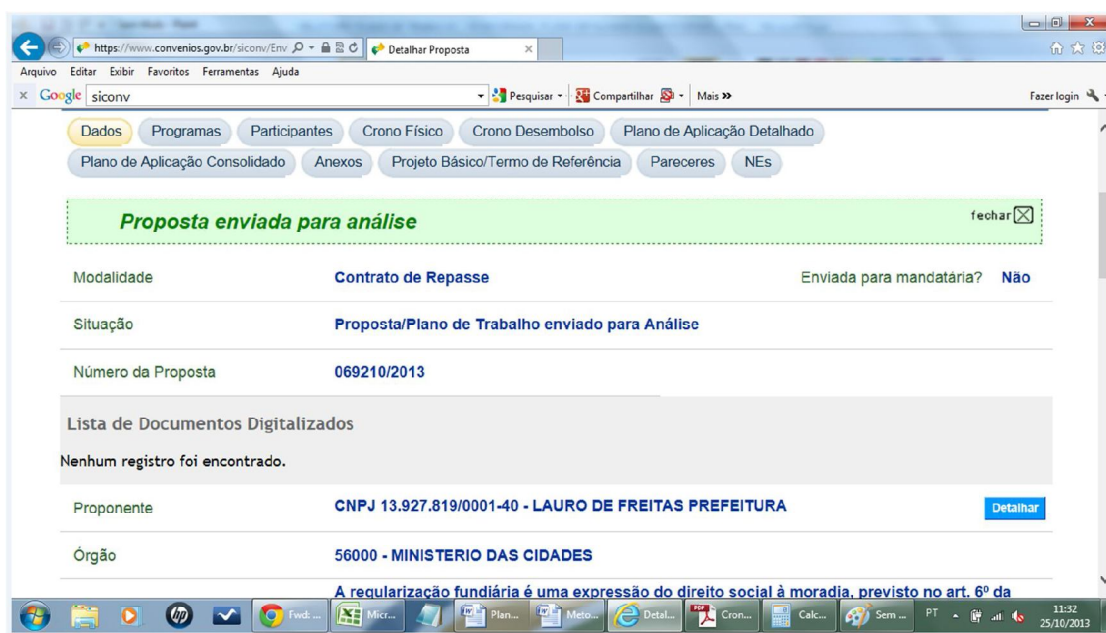 https://www.convenios.gov.br/siconv/Env
Detalhar Proposta
Arquivo Editar Exibir Favoritos Ferramentas Ajuda
Google siconv Pesquisar Compartilhar Mais » Fazer login
Dados Programas Participantes Crono Físico Crono Desembolso Plano de Aplicação Detalhado
Plano de Aplicação Consolidado Anexos Projeto Básico/Termo de Referência Pareceres NEs
Proposta enviada para análise fechar
Modalidade Contrato de Repasse Enviada para mandatária? Não
Situação Proposta/Plano de Trabalho enviado para Análise
Número da Proposta 069210/2013
Lista de Documentos Digitalizados
Nenhum registro foi encontrado.
Proponente CNPJ 13.927.819/0001-40 - LAURO DE FREITAS PREFEITURA Detalhar
Órgão 56000 - MINISTERIO DAS CIDADES
A regularização fundiária é uma expressão do direito social à moradia, previsto no art. 6º da
Fwd: ... Micr... Plan... Meto... Detal... Cron... Calc... Sem ... PT 11:32
25/10/2013